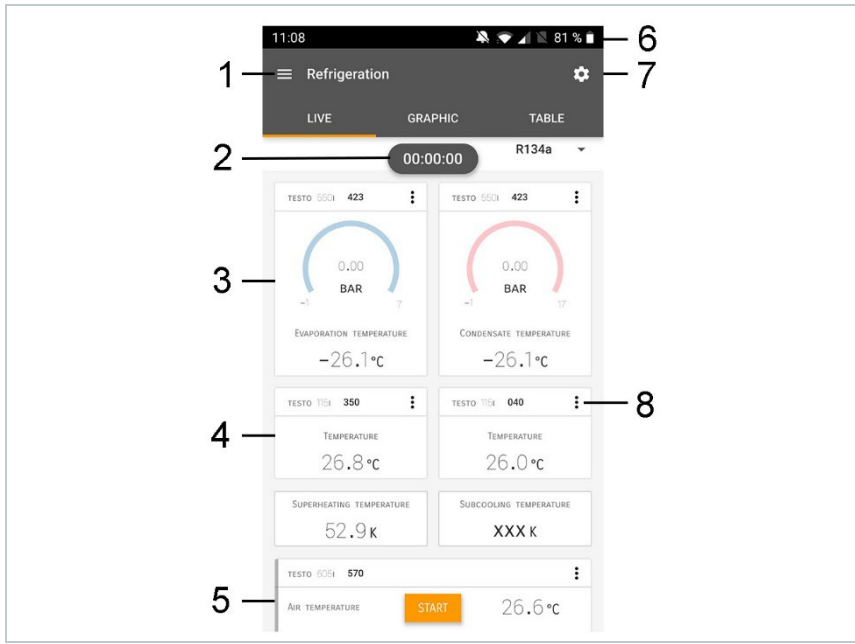 11:08 81 % 6
1 Refrigeration 7
LIVE GRAPHIC TABLE
2 00:00:00 R134a
TESTO 550I 423 TESTO 550I 423
3 0.00 0.00
BAR BAR
-1 7 -1 17
EVAPORATION TEMPERATURE CONDENSATE TEMPERATURE
-26.1°C -26.1°C
TESTO 115I 350 TESTO 115I 040 8
4 TEMPERATURE TEMPERATURE
26.8°C 26.0°C
SUPERHEATING TEMPERATURE SUBCOOLING TEMPERATURE
52.9 K XXX K
TESTO 605I 570
5 AIR TEMPERATURE START 26.6°C